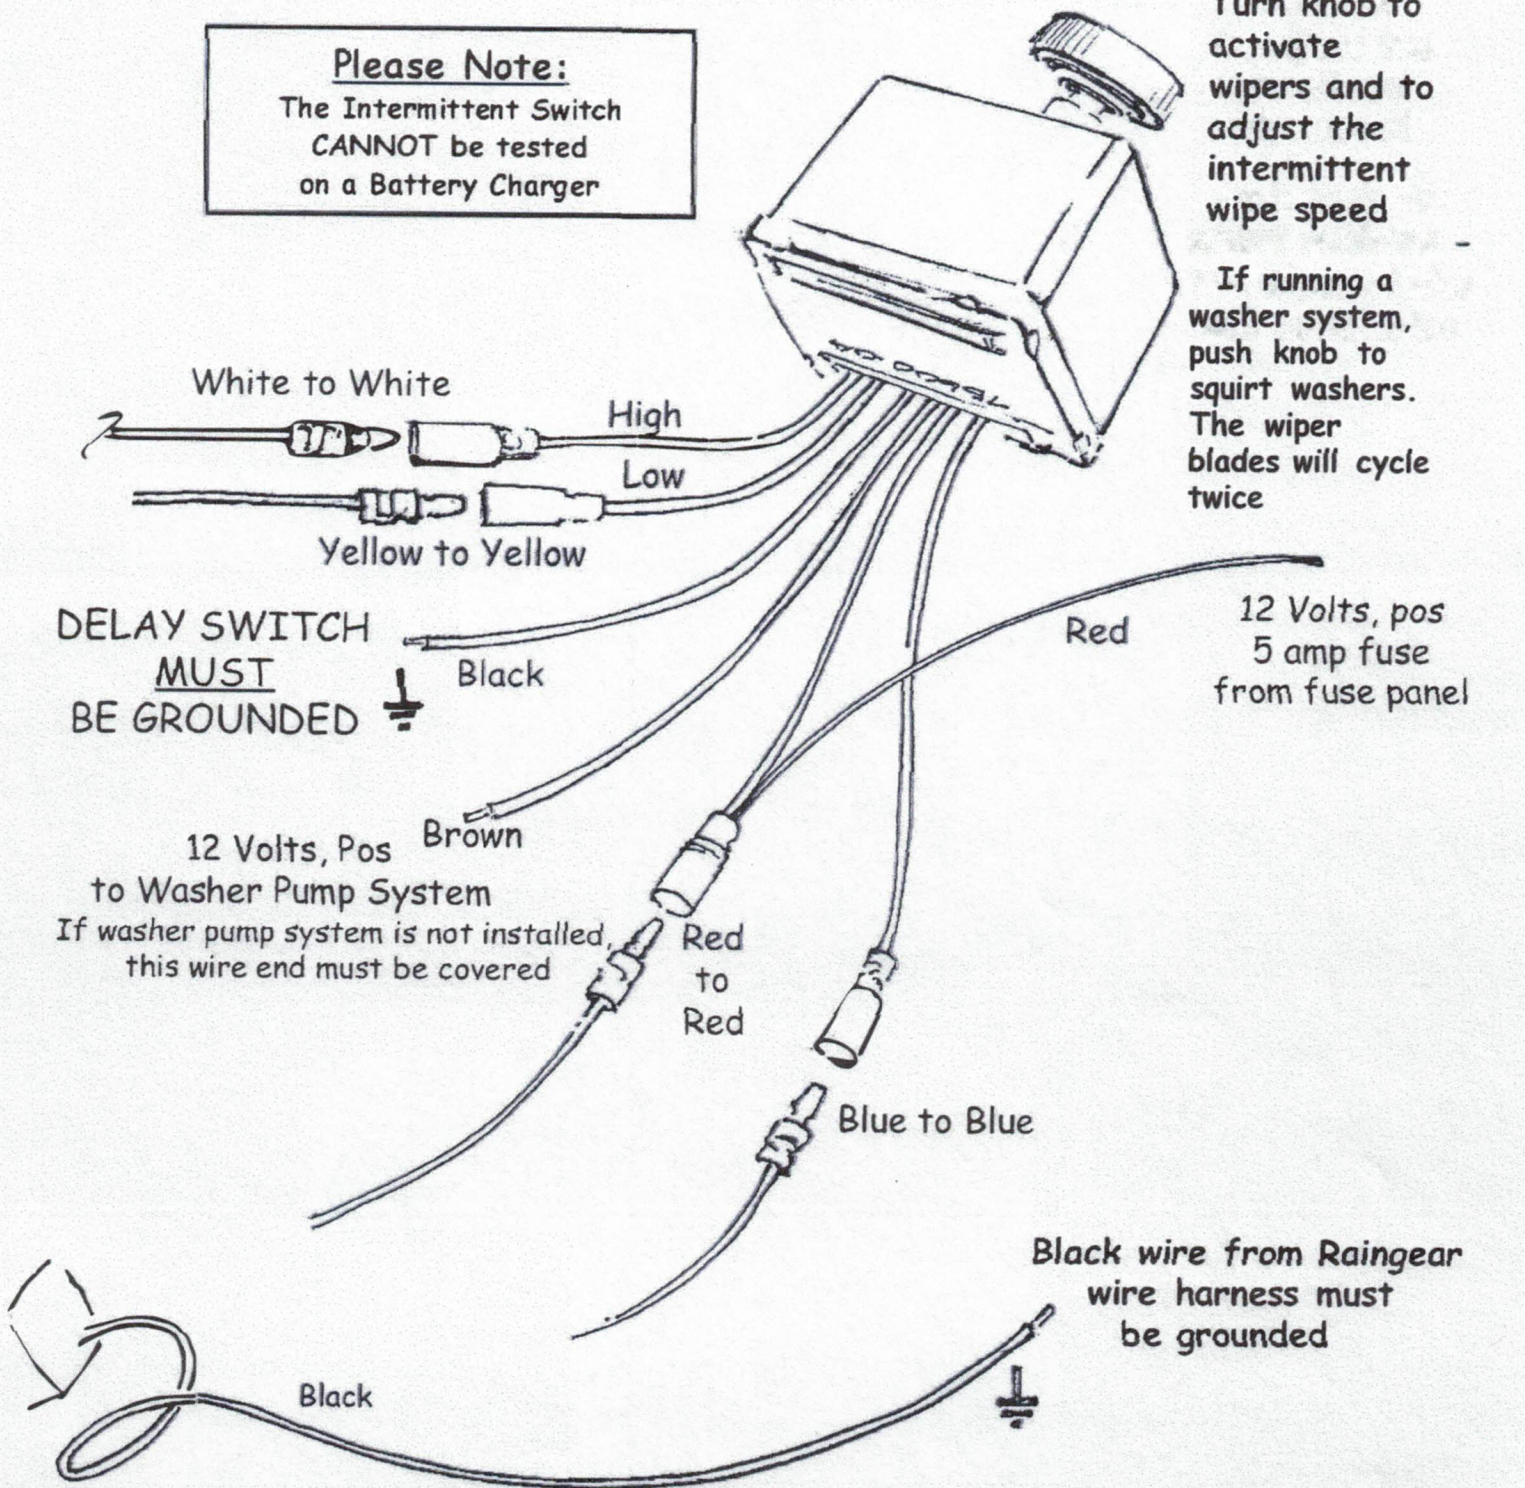 Please Note:
The Intermittent Switch
CANNOT be tested
on a Battery Charger
Turn knob to
activate
wipers and to
adjust the
intermittent
wipe speed
If running a
washer system,
push knob to
squirt washers.
The wiper
blades will cycle
twice
White to White
High
Low
Yellow to Yellow
DELAY SWITCH
MUST
BE GROUNDED
Black
Red
12 Volts, pos
5 amp fuse
from fuse panel
Brown
12 Volts, Pos
to Washer Pump System
If washer pump system is not installed,
this wire end must be covered
Red
to
Red
Blue to Blue
Black wire from Raingear
wire harness must
be grounded
Black